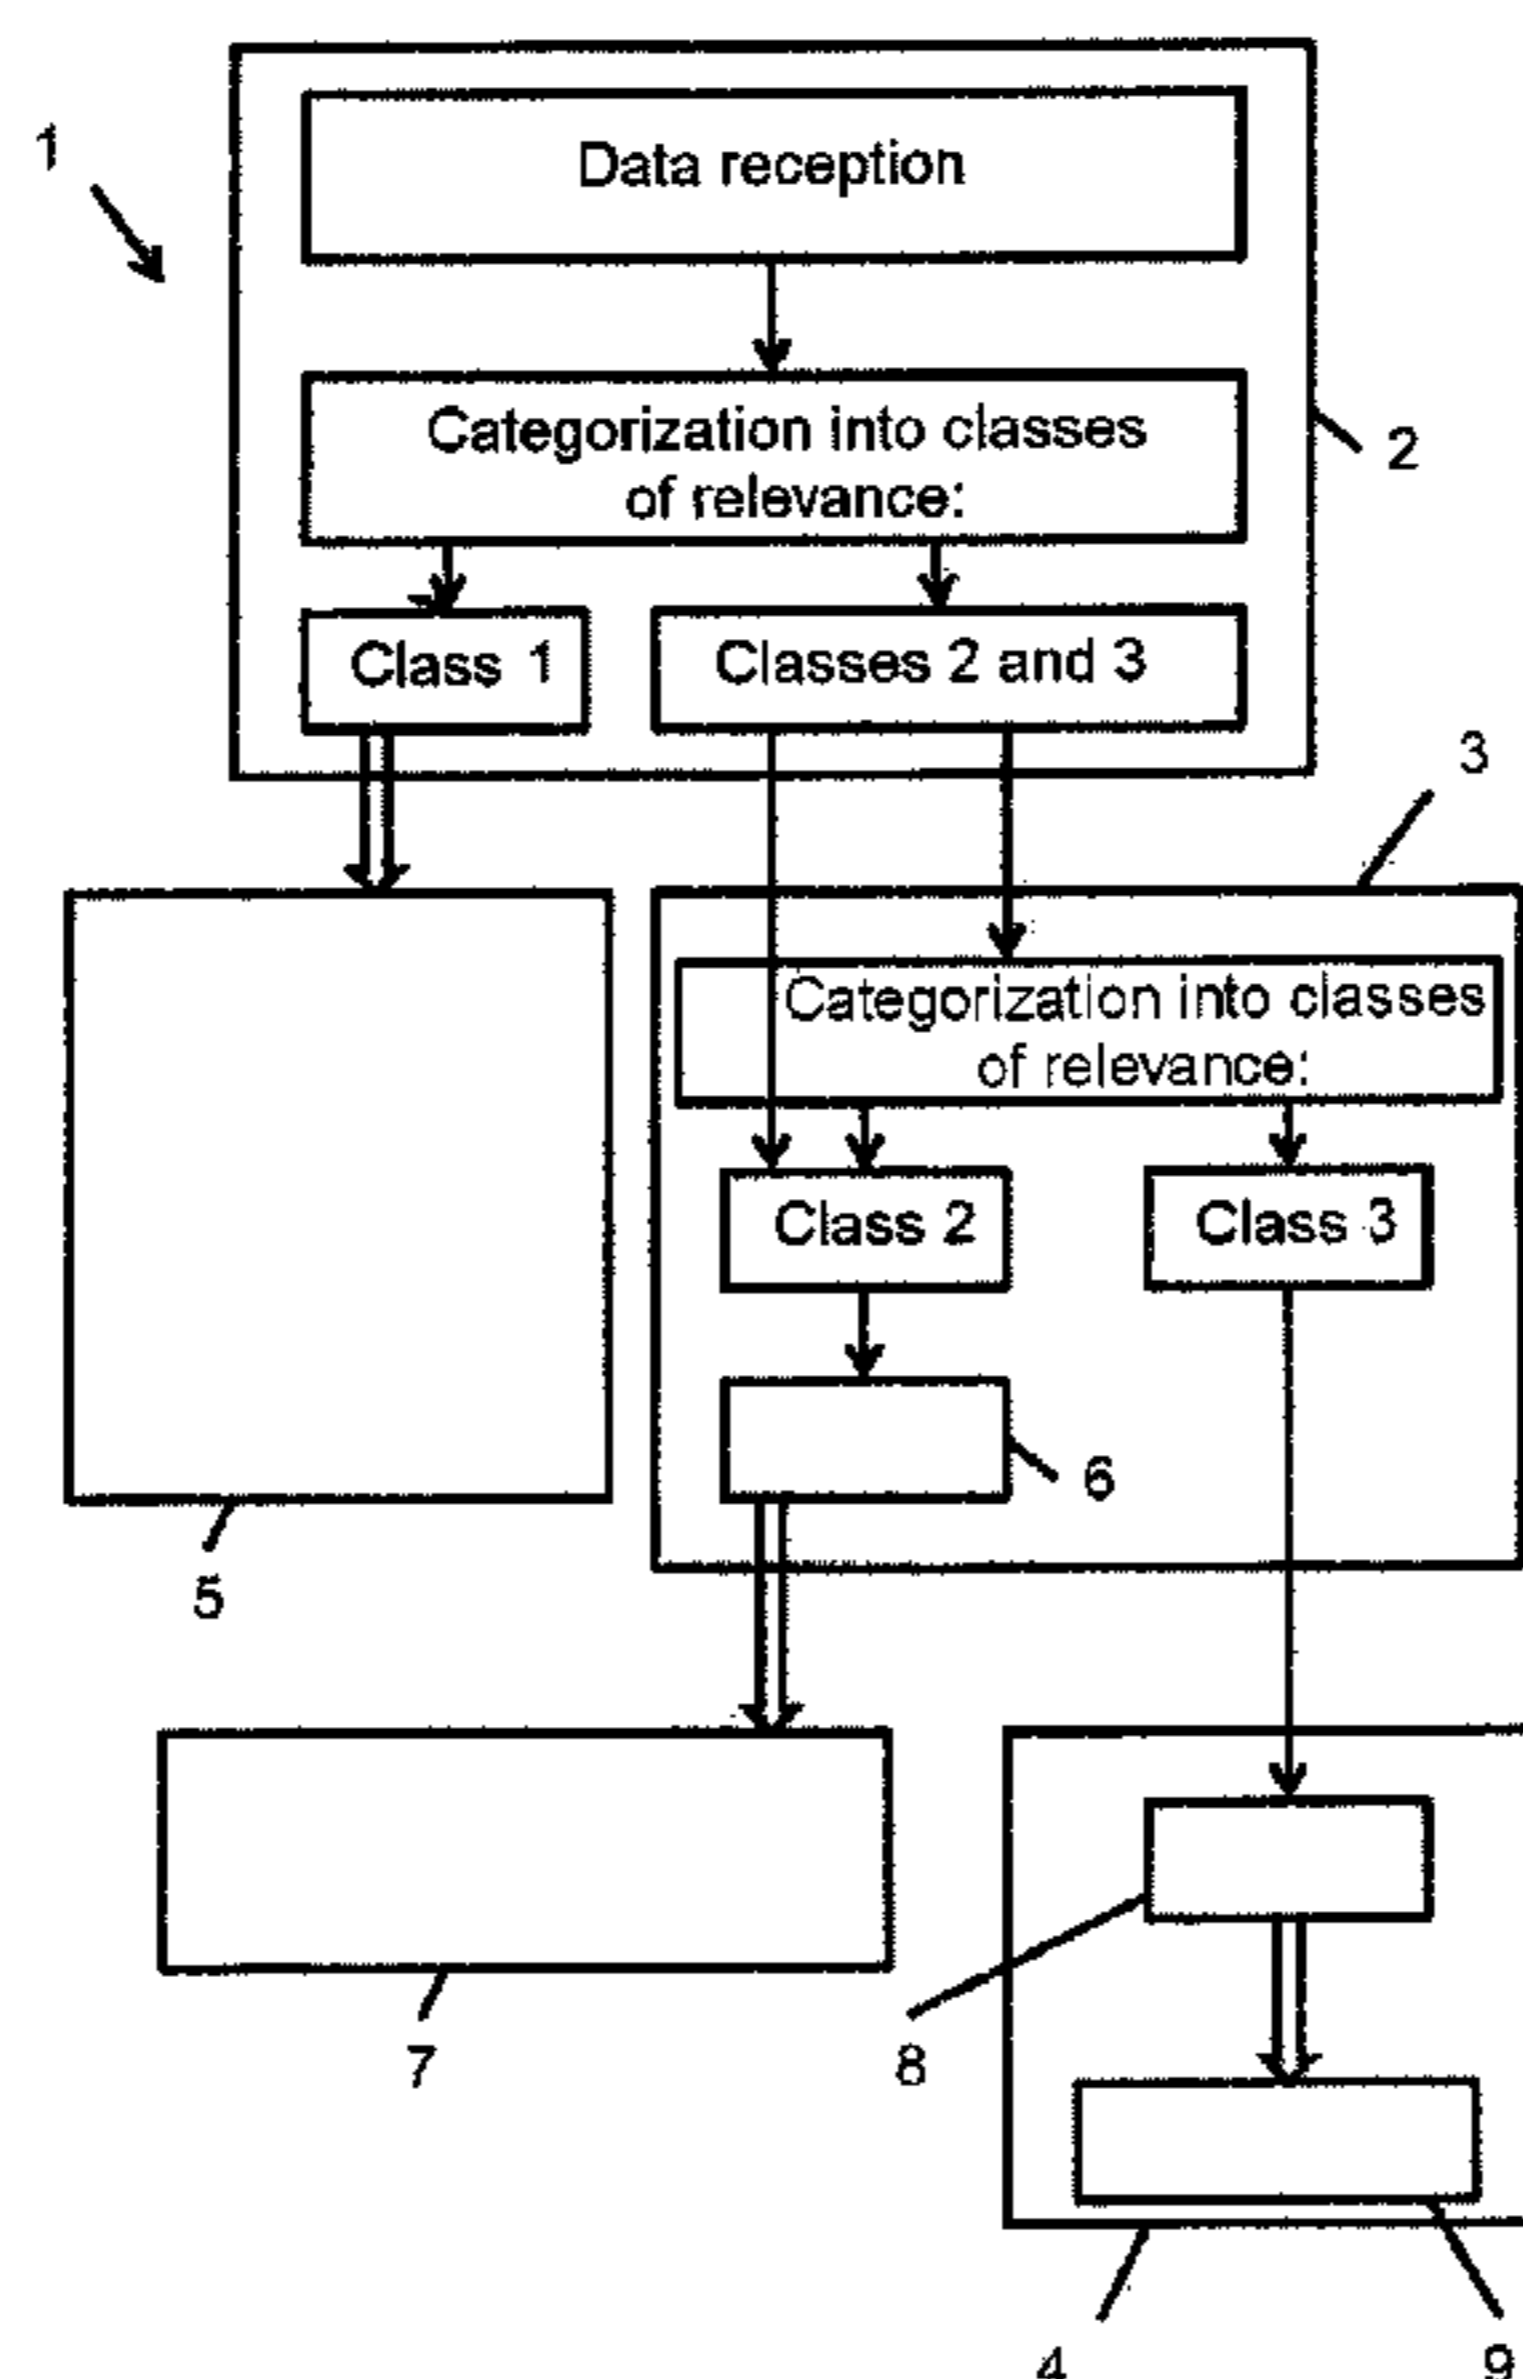 1
Data reception
Categorization into classes
of relevance:
2
Class 1
Classes 2 and 3
3
Categorization into classes
of relevance:
Class 2
Class 3
6
5
7
8
4
9